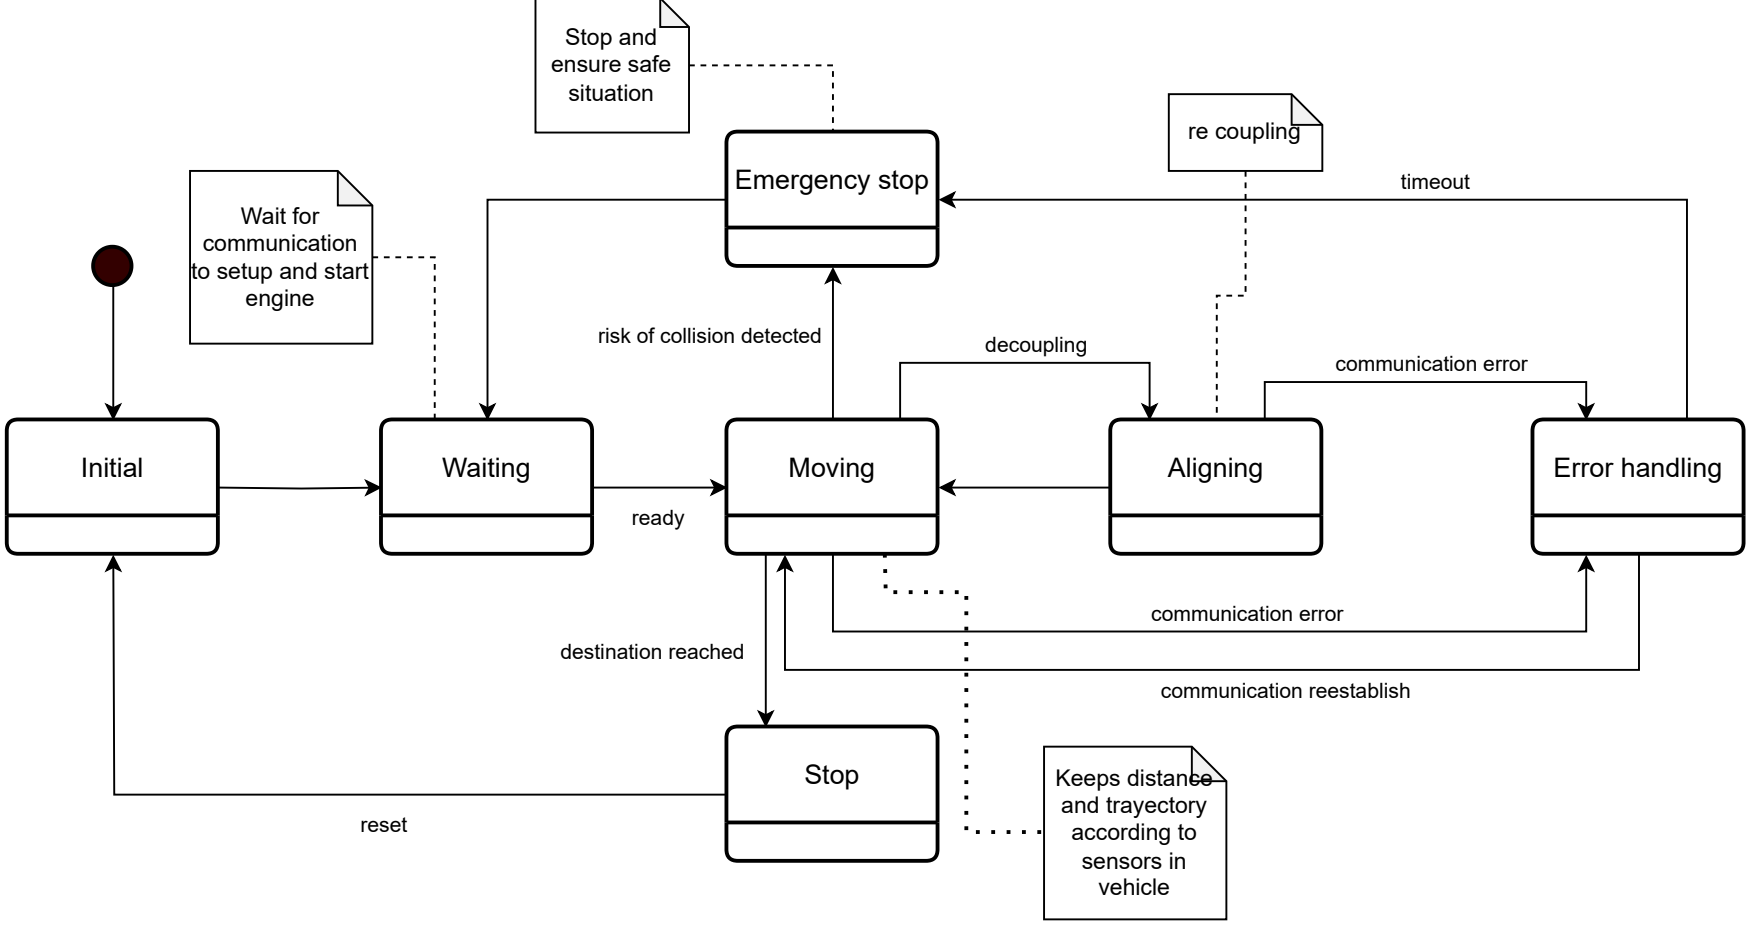 Stop and
ensure safe
situation
re coupling
Emergency stop
timeout
Wait for
communication
to setup and start
engine
risk of collision detected
decoupling
communication error
Initial
Waiting
Moving
Aligning
Error handling
ready
communication error
destination reached
communication reestablish
Stop
Keeps distance
and trayectory
according to
sensors in
vehicle
reset